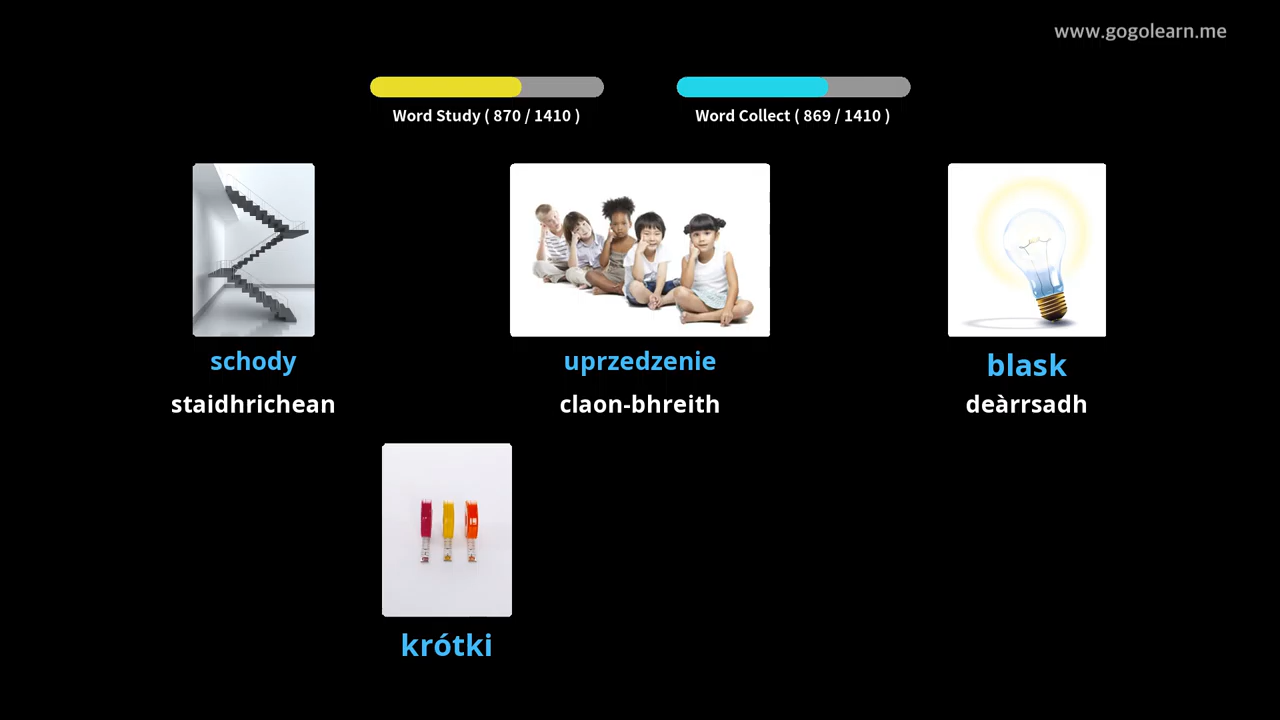 www.gogolearn.me
Word Study ( 870 / 1410 )
Word Collect ( 869 / 1410 )
schody
uprzedzenie
blask
staidhrichean
claon-bhreith
deàrrsadh
krótki